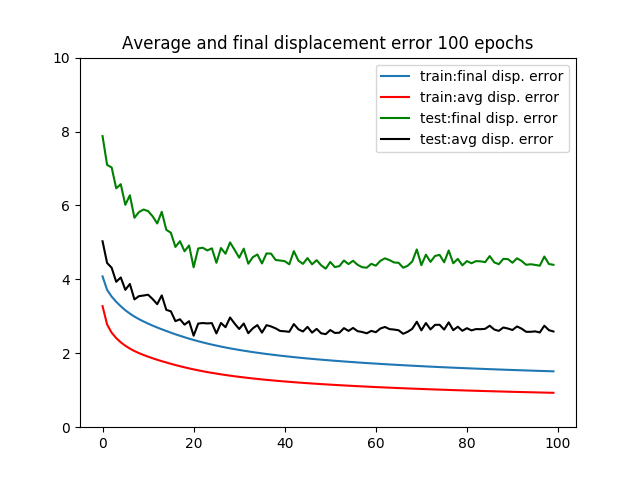 Average and final displacement error 100 epochs
10
8
6
4
2
0
train:final disp. error
train:avg disp. error
test:final disp. error
test:avg disp. error
0 20 40 60 80 100